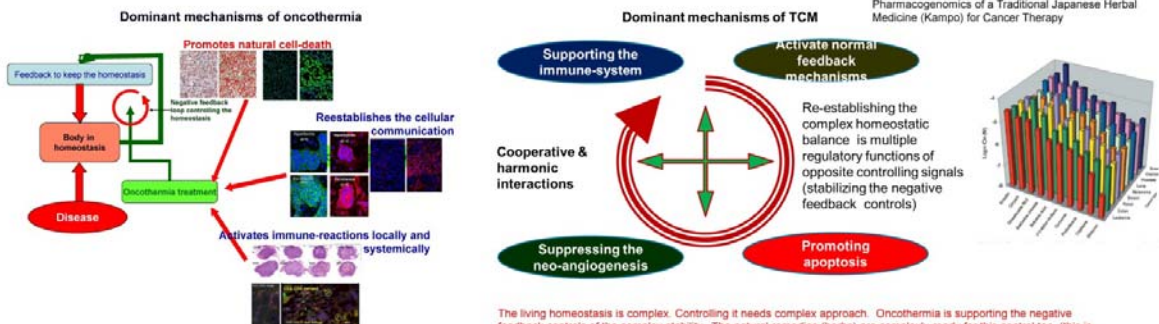 Dominant mechanisms of oncothermia
Promotes natural cell-death
Feedback to keep the homeostasis
Negative feedback
loop controlling the
homeostasis
Reestablishes the cellular
communication
Body in
homeostasis
Oncothermia treatment
Disease
Activates immune-reactions locally and
systemically
Pharmacogenomics of a Traditional Japanese Herbal
Medicine (Kampo) for Cancer Therapy
Dominant mechanisms of TCM
Supporting the
immune-system
Activate normal
feedback
mechanisms
Cooperative &
harmonic
interactions
Re-establishing the
complex homeostatic
balance is multiple
regulatory functions of
opposite controlling signals
(stabilizing the negative
feedback controls)
Suppressing the
neo-angiogenesis
Promoting
apoptosis
The living homeostasis is complex. Controlling it needs complex approach. Oncothermia is supporting the negative